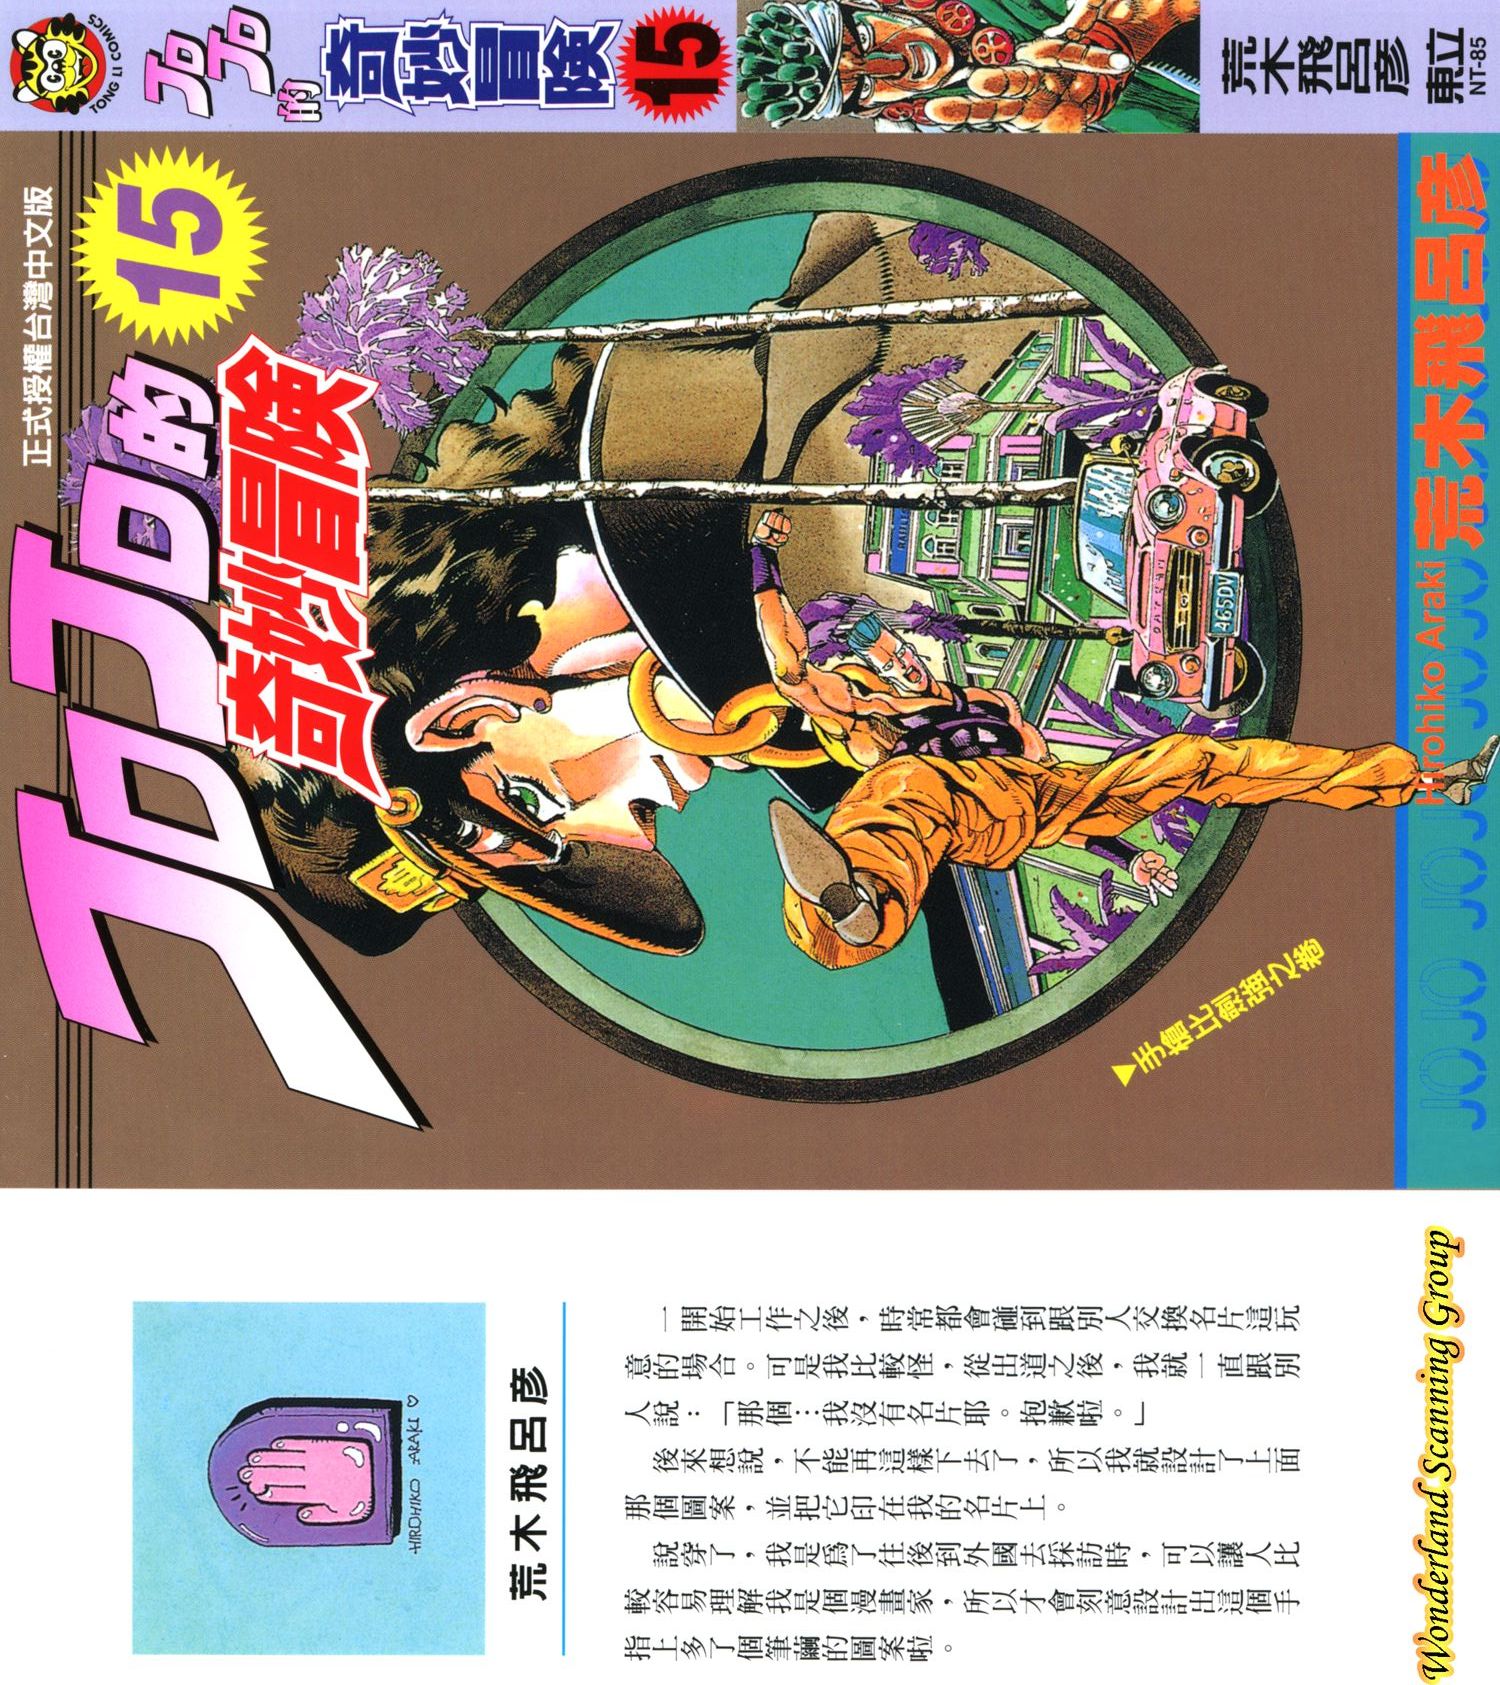 TONG LI COMICS
JOJO的
奇妙冒險
15
荒木飛呂彥
東立
NT-85
正式授權台灣中文版
15
JOJO的
奇妙冒險
荒木飛呂彥
Hirohiko Araki
JOJO JOJO JOJO JOJO
DATSUN
465DV
▶手槍比劍強之卷
HIROHIKO ARAKI♡
荒木飛呂彥
一開始工作之後，時常都會碰到跟別人交換名片這玩
意的場合。可是我比較怪，從出道之後，我就一直跟別
人說：「那個…我沒有名片耶。抱歉啦。」
後來想說，不能再這樣下去了，所以我就設計了上面
那個圖案，並把它印在我的名片上。
說穿了，我是為了往後到外國去採訪時，可以讓人比
較容易理解我是個漫畫家，所以才會刻意設計出這個手
指上多了個筆繭的圖案啦。
Wonderland Scanning Group